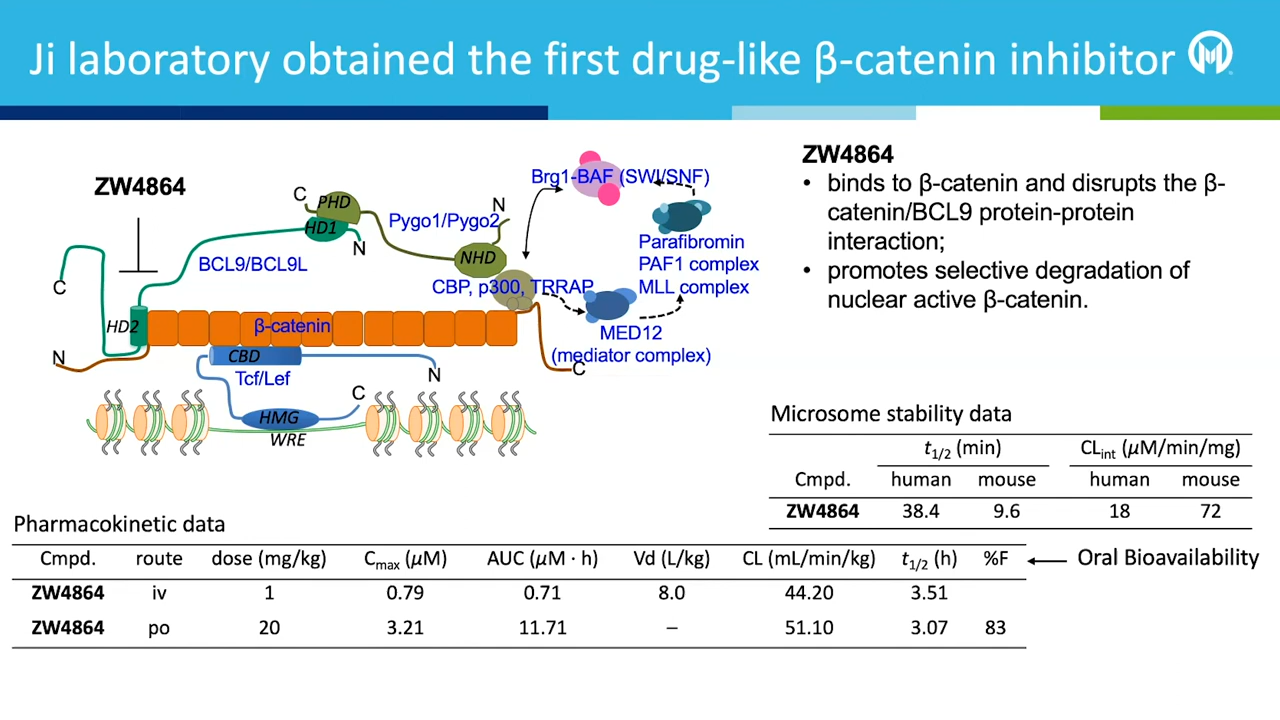 Ji laboratory obtained the first drug-like β-catenin inhibitor
ZW4864
C
PHD
HD1
N
Pygo1/Pygo2
N
NHD
BCL9/BCL9L
C
HD2
N
β-catenin
CBD
Tcf/Lef
N
C
HMG
WRE
Brg1-BAF (SWI/SNF)
Parafibromin
PAF1 complex
MLL complex
CBP, p300, TRRAP
MED12
(mediator complex)
C
ZW4864
• binds to β-catenin and disrupts the β-
catenin/BCL9 protein-protein
interaction;
• promotes selective degradation of
nuclear active β-catenin.
Microsome stability data
t1/2 (min) CLint (μM/min/mg)
Cmpd. human mouse human mouse
ZW4864 38.4 9.6 18 72
Pharmacokinetic data
Cmpd. route dose (mg/kg) Cmax (μM) AUC (μM · h) Vd (L/kg) CL (mL/min/kg) t1/2 (h) %F Oral Bioavailability
ZW4864 iv 1 0.79 0.71 8.0 44.20 3.51
ZW4864 po 20 3.21 11.71 – 51.10 3.07 83